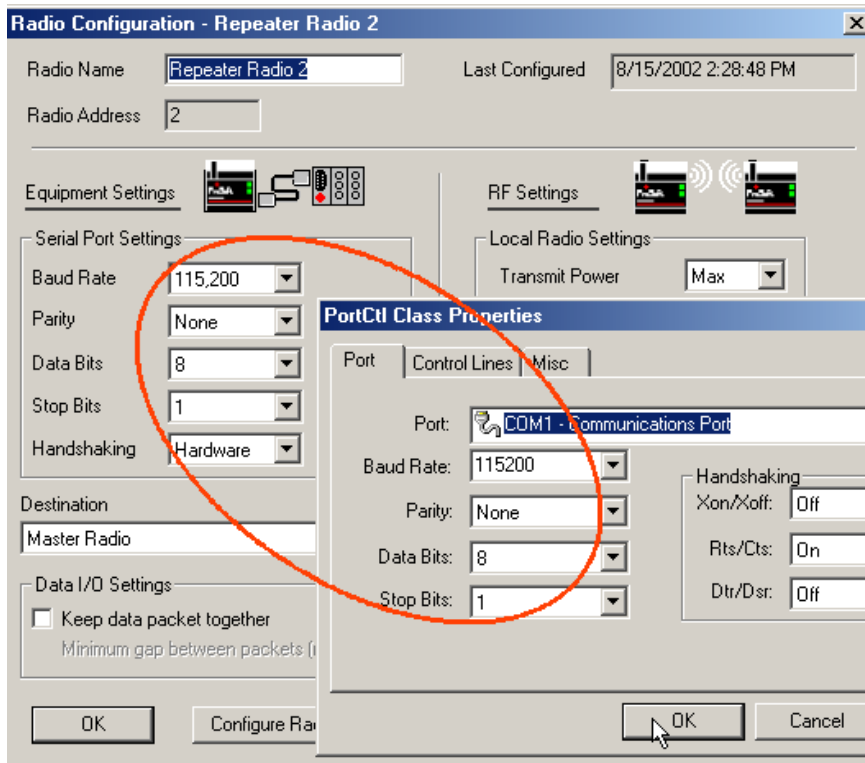 Radio Configuration - Repeater Radio 2
Radio Name Repeater Radio 2 Last Configured 8/15/2002 2:28:48 PM
Radio Address 2
Equipment Settings RF Settings
Serial Port Settings Local Radio Settings
Baud Rate 115,200 Transmit Power Max
Parity None
Data Bits 8
Stop Bits 1
Handshaking Hardware
Destination
Master Radio
Data I/O Settings
Keep data packet together
Minimum gap between packets
OK Configure
PortCtl Class Properties
Port Control Lines Misc
Port: COM1 - Communications Port
Baud Rate: 115200
Parity: None
Data Bits: 8
Stop Bits: 1
Handshaking
Xon/Xoff: Off
Rts/Cts: On
Dtr/Dsr: Off
OK Cancel